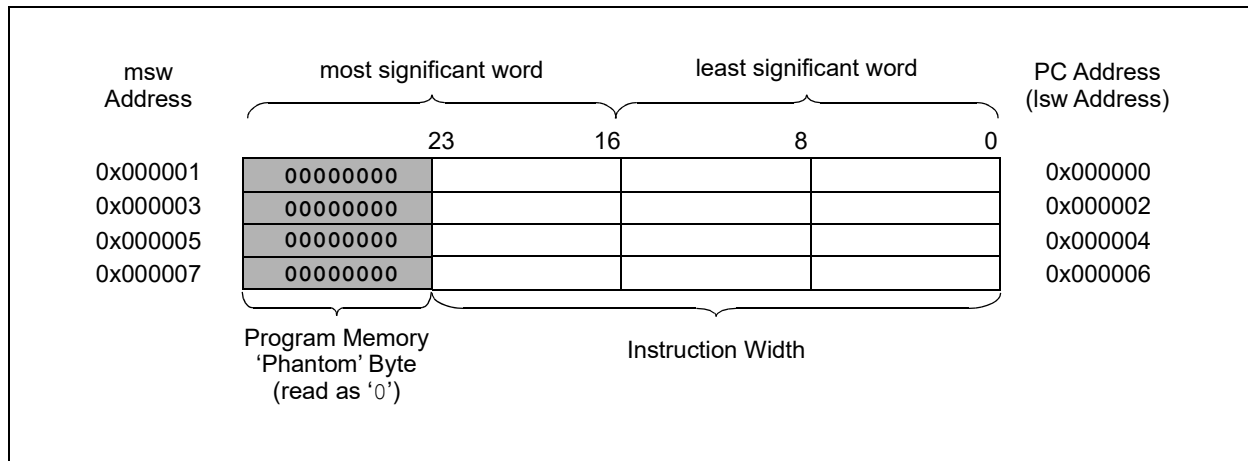 msw
Address
most significant word
least significant word
PC Address
(lsw Address)
23
16
8
0
0x000001
00000000
0x000000
0x000003
00000000
0x000002
0x000005
00000000
0x000004
0x000007
00000000
0x000006
Program Memory
‘Phantom’ Byte
(read as ‘0’)
Instruction Width